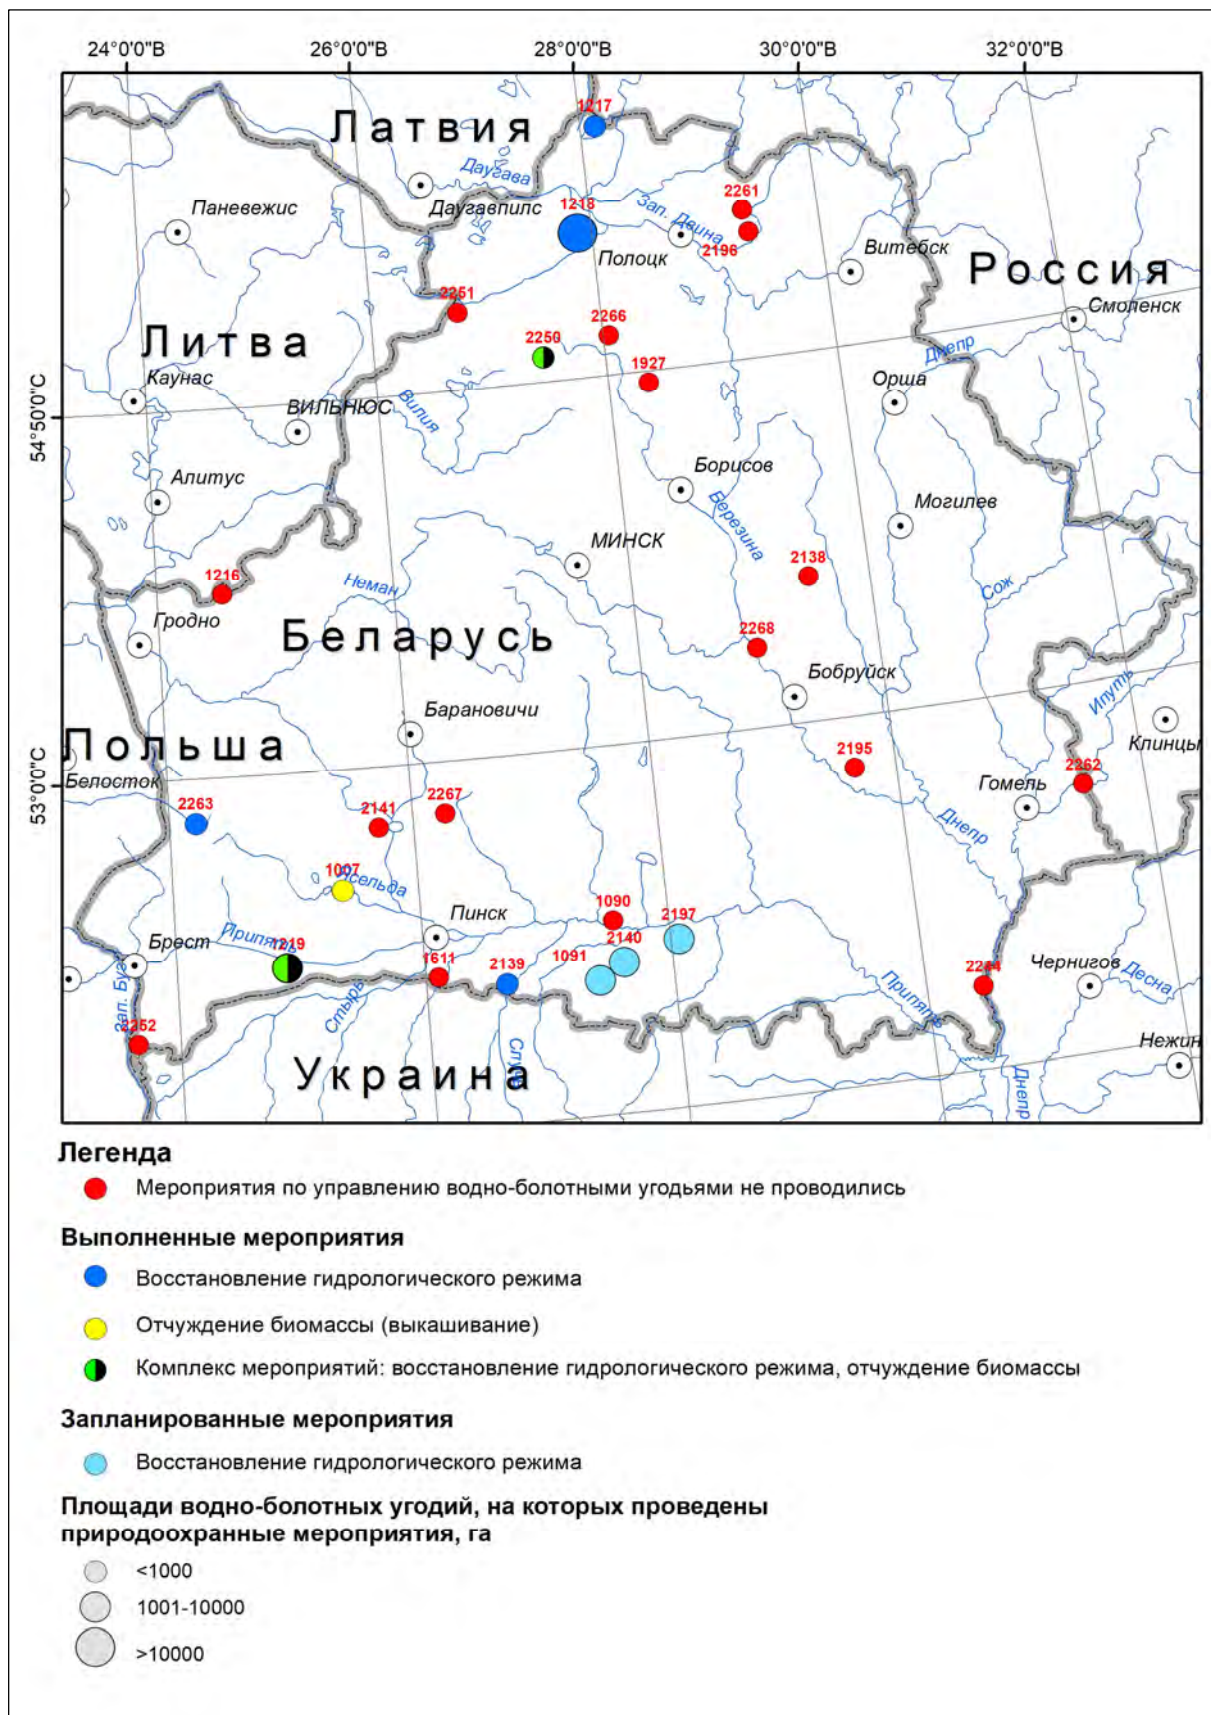 24°0'0"В
26°0'0"В
28°0'0"В
30°0'0"В
32°0'0"В
1217
Латвия
Даугава
2261
Даугавпилс
1218
Зап. Двина
Паневежис
2196
Полоцк
Витебск
Россия
2251
Смоленск
2266
Литва
2250
Днепр
1927
Каунас
Орша
Вилия
ВИЛЬНЮС
54°50'0"С
Алитус
Борисов
Березина
Могилев
МИНСК
2138
1216
Неман
Сож
Гродно
2268
Беларусь
Бобруйск
Ипуть
Барановичи
Польша
Клинцы
2195
2262
Белосток
53°0'0"С
Гомель
2263
2141
2267
Днепр
1007
Ясельда
1090
2197
Пинск
Припять
2140
Брест
1219
1091
Зап. Буг
1611
2139
2244
Чернигов
Десна
Стырь
Припять
2252
Нежин
Украина
Случь
Днепр
Легенда
Мероприятия по управлению водно-болотными угодьями не проводились
Выполненные мероприятия
Восстановление гидрологического режима
Отчуждение биомассы (выкашивание)
Комплекс мероприятий: восстановление гидрологического режима, отчуждение биомассы
Запланированные мероприятия
Восстановление гидрологического режима
Площади водно-болотных угодий, на которых проведены
природоохранные мероприятия, га
<1000
1001-10000
>10000